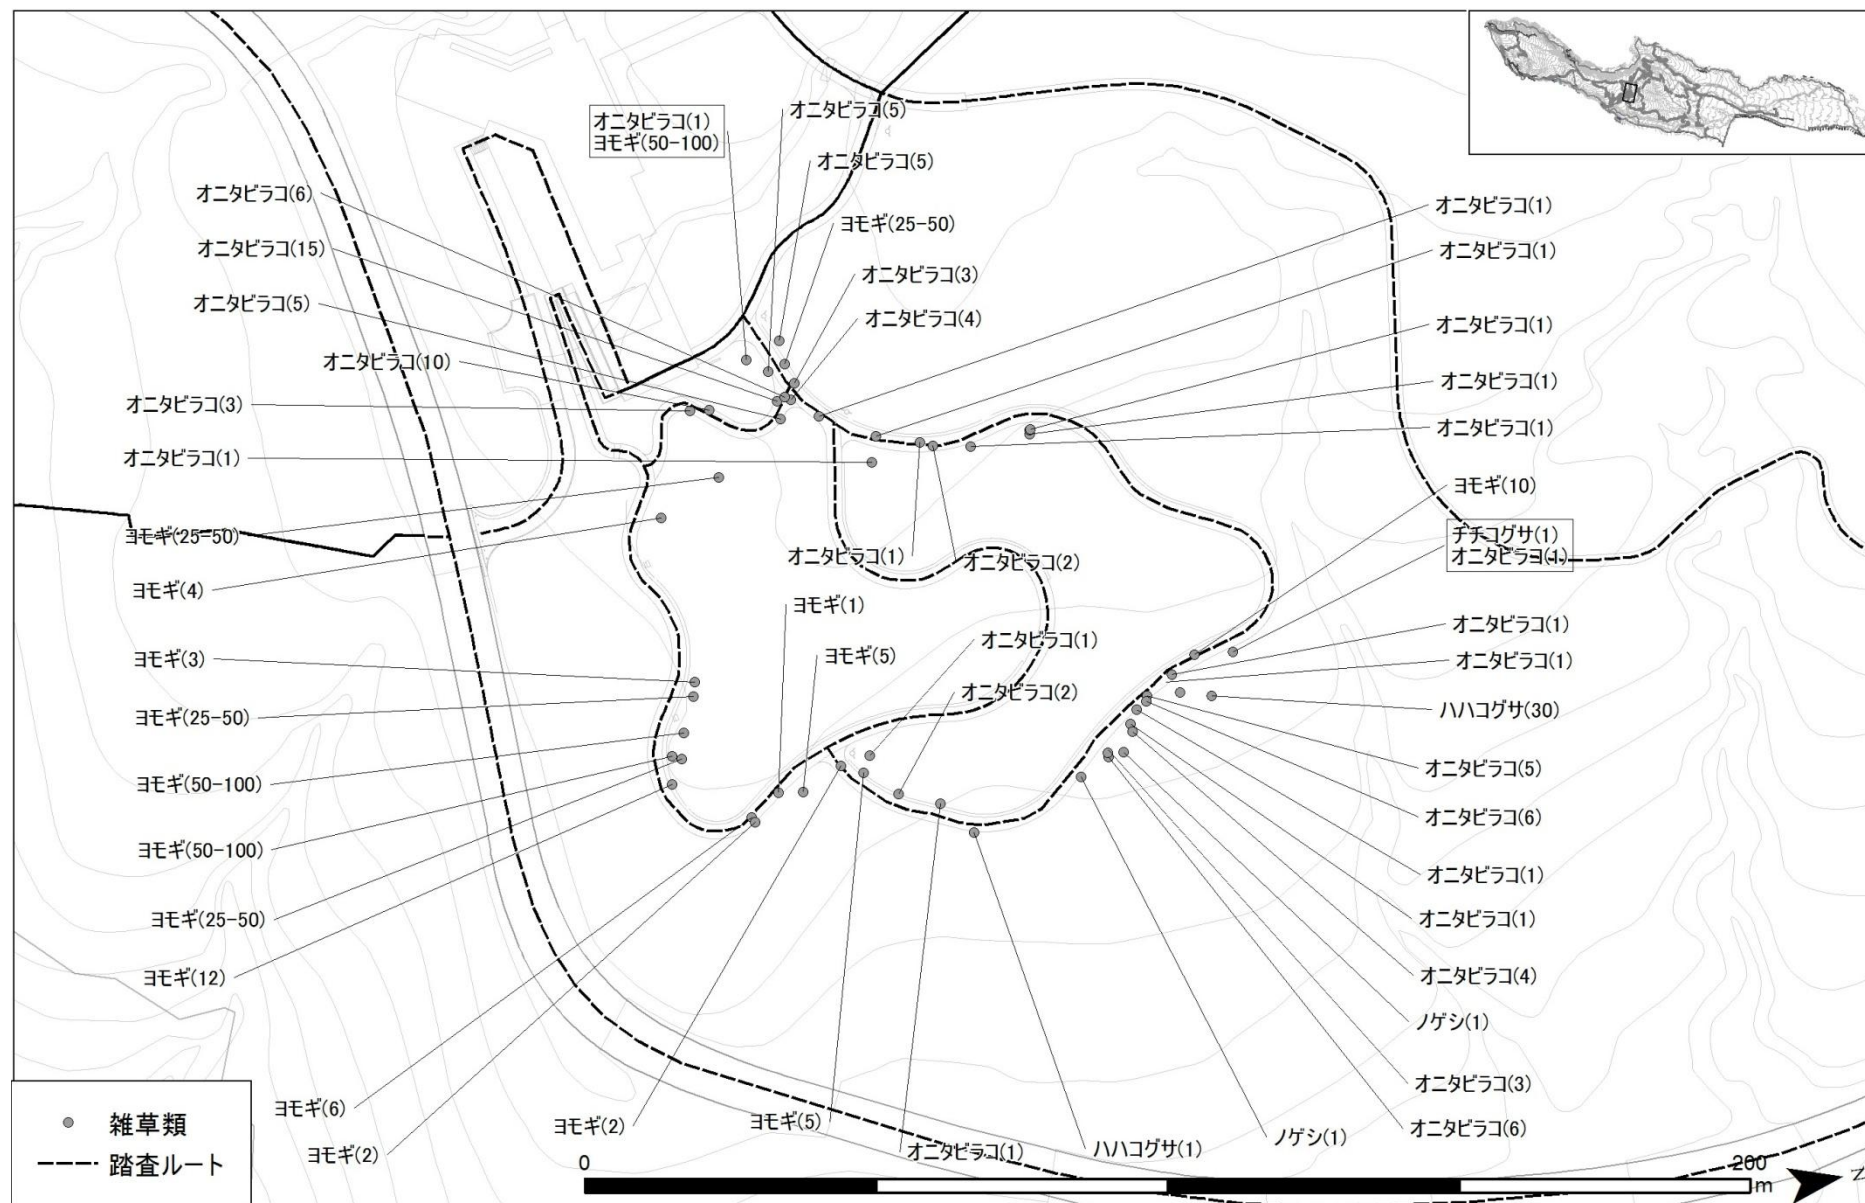 オニタビラコ(5)
オニタビラコ(1)
ヨモギ(50-100)
オニタビラコ(5)
オニタビラコ(6)
オニタビラコ(1)
ヨモギ(25-50)
オニタビラコ(15)
オニタビラコ(1)
オニタビラコ(3)
オニタビラコ(5)
オニタビラコ(4)
オニタビラコ(1)
オニタビラコ(10)
オニタビラコ(1)
オニタビラコ(3)
オニタビラコ(1)
オニタビラコ(1)
ヨモギ(10)
ヨモギ(25-50)
チチコグサ(1)
オニタビラコ(1)
オニタビラコ(1)
オニタビラコ(2)
ヨモギ(4)
ヨモギ(1)
オニタビラコ(1)
オニタビラコ(1)
ヨモギ(3)
ヨモギ(5)
オニタビラコ(1)
オニタビラコ(2)
ヨモギ(25-50)
ハハコグサ(30)
ヨモギ(50-100)
オニタビラコ(5)
オニタビラコ(6)
ヨモギ(50-100)
オニタビラコ(1)
ヨモギ(25-50)
オニタビラコ(1)
ヨモギ(12)
オニタビラコ(4)
ノゲシ(1)
オニタビラコ(3)
ヨモギ(6)
ヨモギ(2)
ヨモギ(5)
オニタビラコ(6)
ヨモギ(2)
オニタビラコ(1)
ハハコグサ(1)
ノゲシ(1)
雑草類
踏査ルート
0
200
m
N